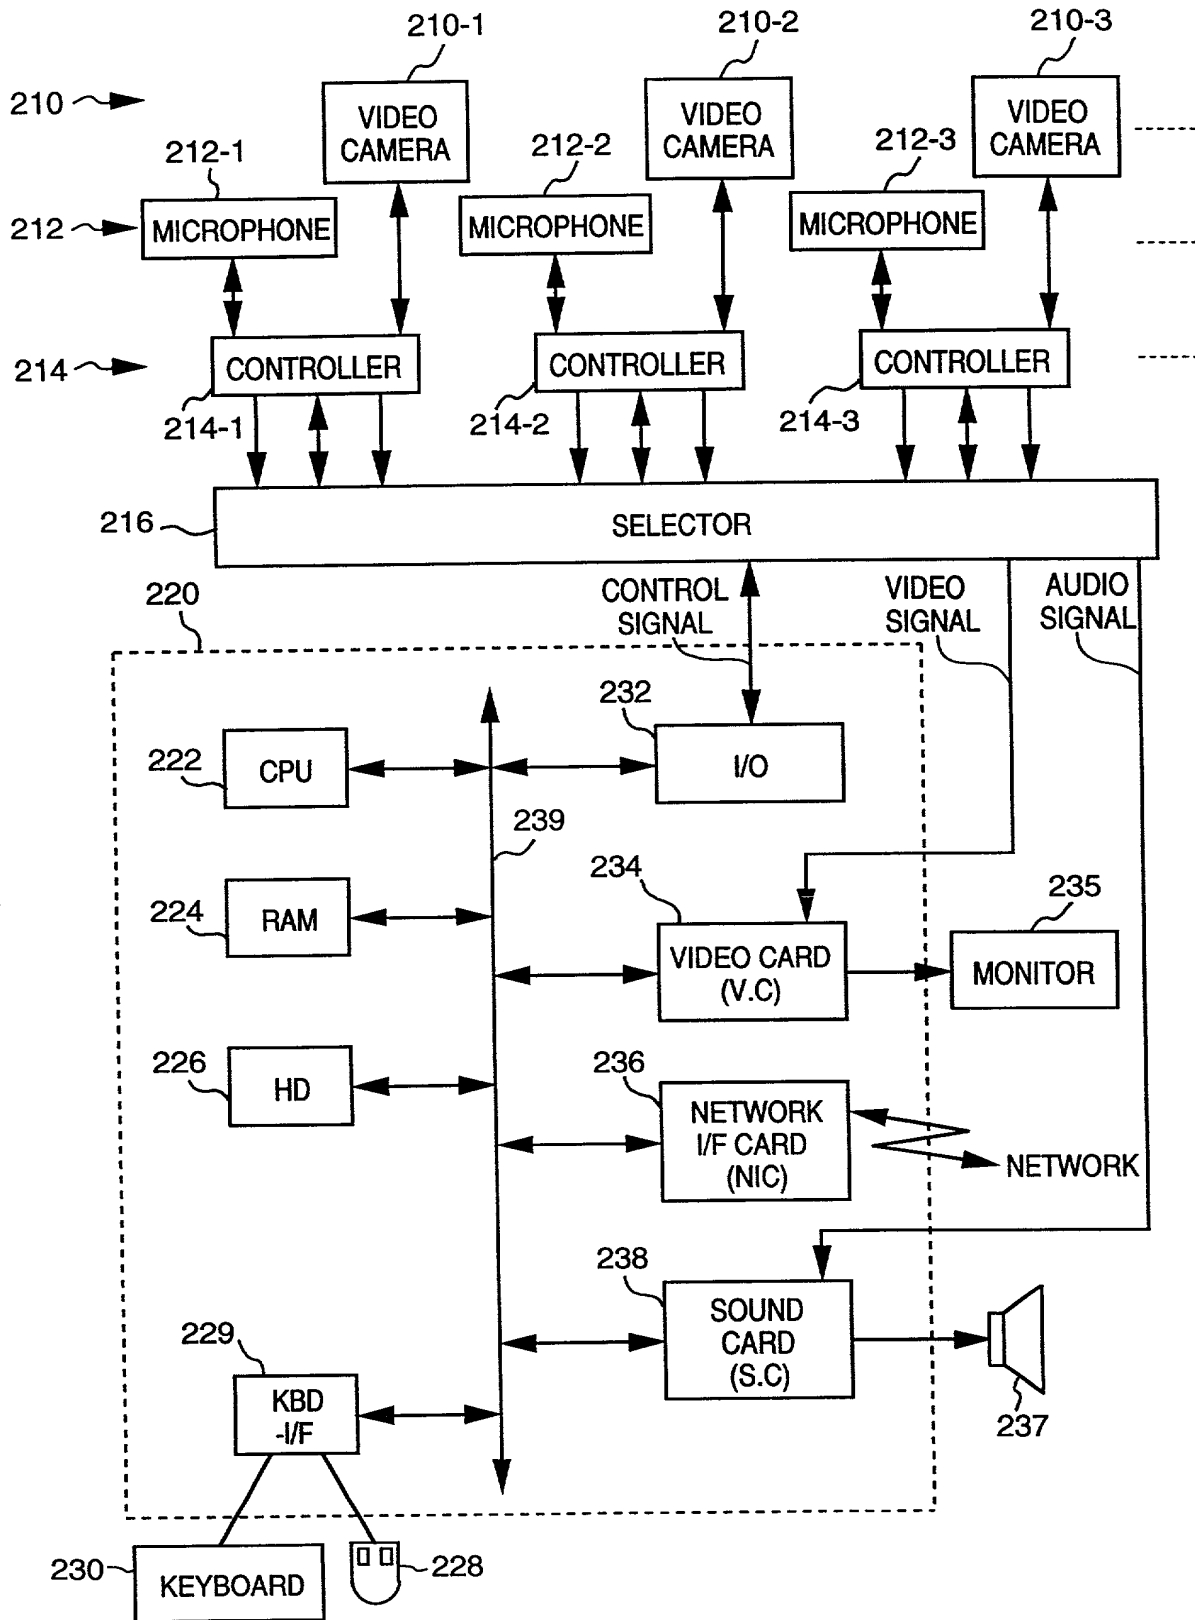 210-1
210-2
210-3
210
VIDEO
CAMERA
VIDEO
CAMERA
VIDEO
CAMERA
212-1
212-2
212-3
212
MICROPHONE
MICROPHONE
MICROPHONE
214
CONTROLLER
CONTROLLER
CONTROLLER
214-1
214-2
214-3
216
SELECTOR
CONTROL
SIGNAL
VIDEO
SIGNAL
AUDIO
SIGNAL
220
232
222
CPU
I/O
239
234
235
224
RAM
VIDEO CARD
(V.C)
MONITOR
226
HD
236
NETWORK
I/F CARD
(NIC)
NETWORK
238
SOUND
CARD
(S.C)
237
229
KBD
-I/F
230
KEYBOARD
228